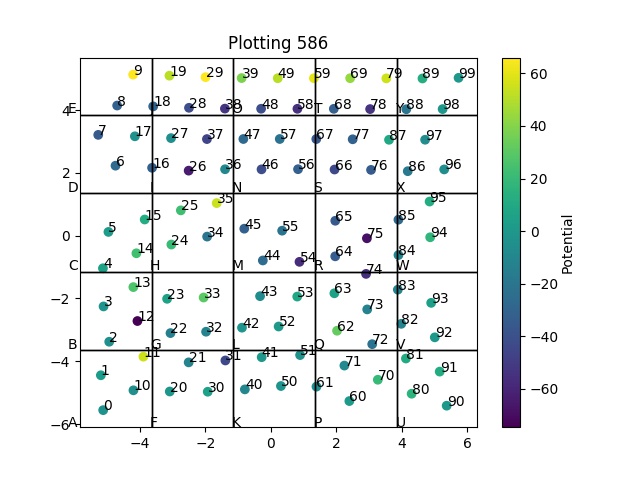 Plotting 586
9 19 29 39 49 59 69 79 89 99
8 18 28 38 48 58 68 78 88 98
4 E T Y
7 17 27 37 47 57 67 77 87 97
6 16 26 36 46 56 66 76 86 96
2 D N S X
5 15 25 35 45 55 65 75 85 95
0 14 24 34 44 54 64 74 84 94
4 C H M R W
−2 3 13 23 33 43 53 63 73 83 93
2 12 22 32 42 52 62 72 82 92
B G L Q V
−4 1 11 21 31 41 51 61 71 81 91
0 10 20 30 40 50 60 70 80 90
−6 A F K P U
−4 −2 0 2 4 6
60
40
20
0
−20
−40
−60
Potential